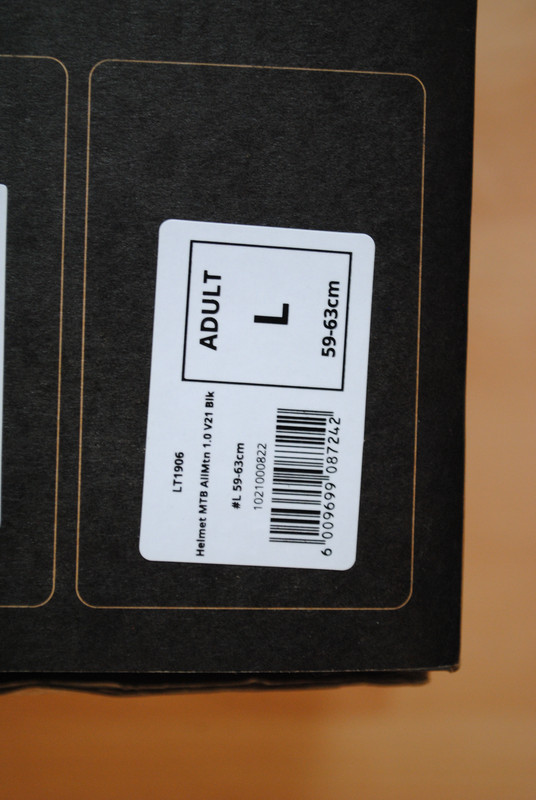 LT1906
Helmet MTB AllMtn 1.0 V21 Blk
#L 59-63cm
1021000822
6 009699 087242
ADULT
L
59-63cm